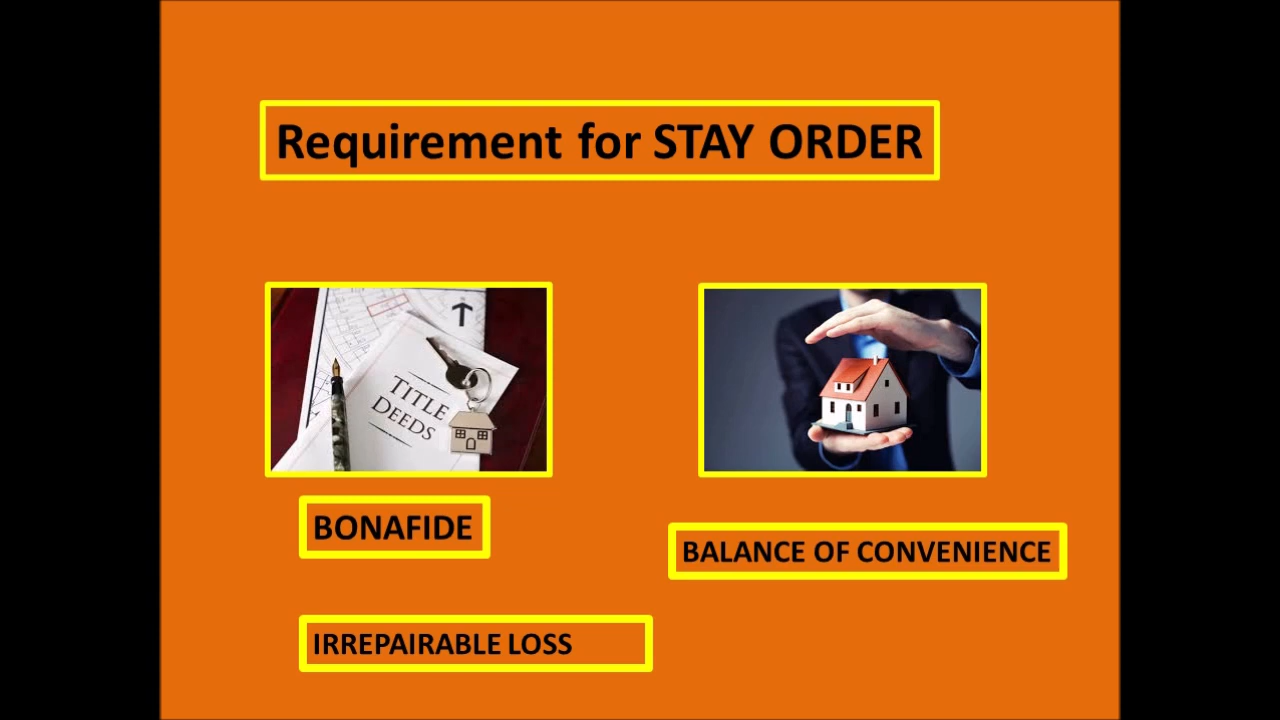 Requirement for STAY ORDER
TITLE
DEEDS
BONAFIDE
BALANCE OF CONVENIENCE
IRREPAIRABLE LOSS